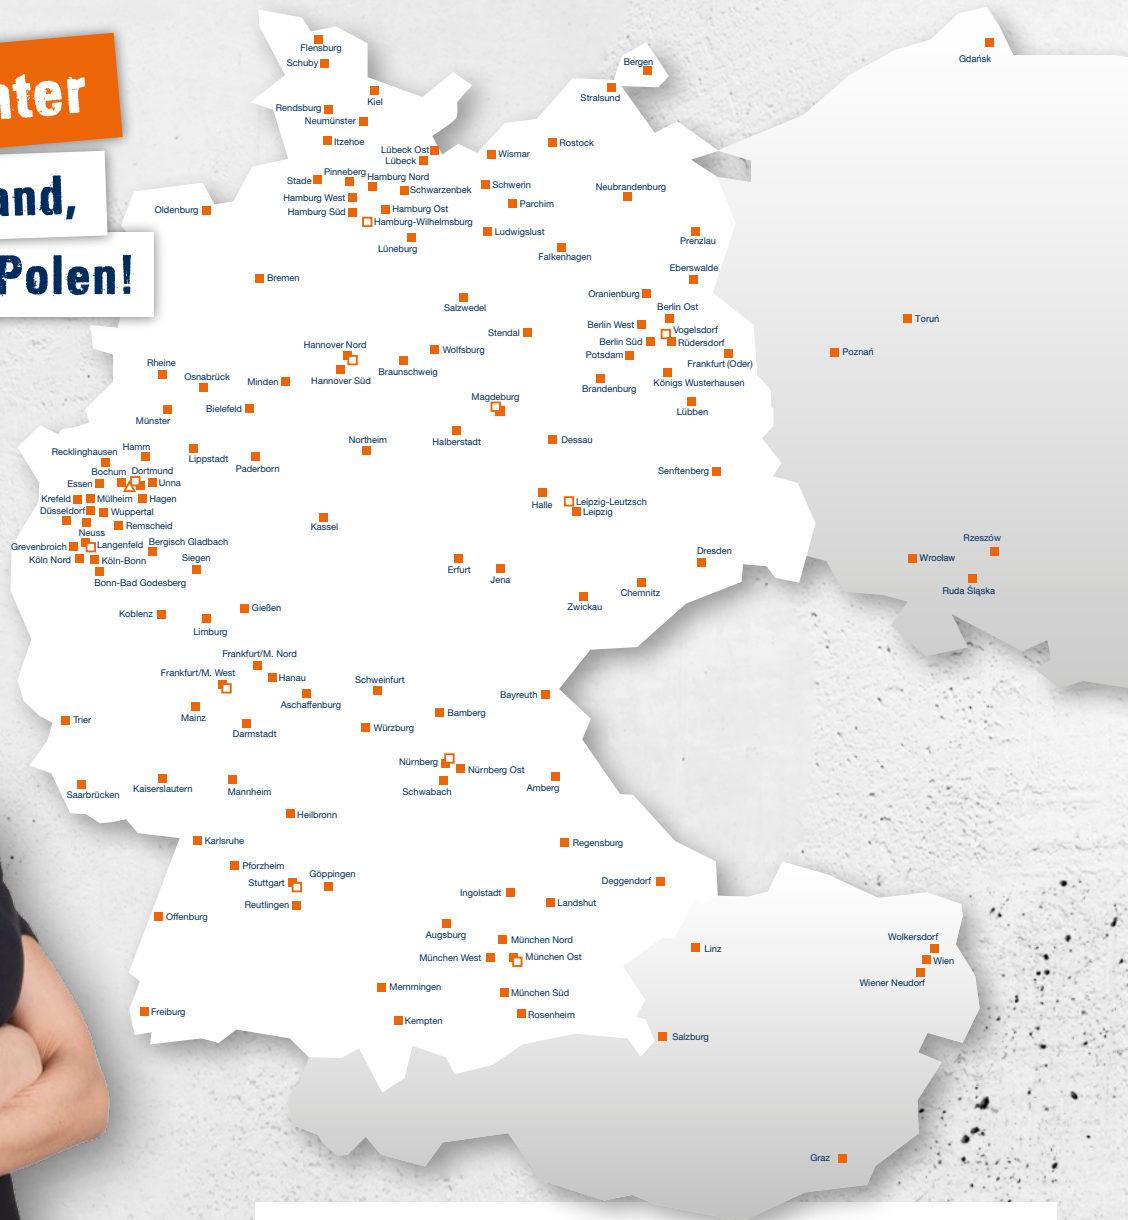 nter
and,
Polen!
Flensburg
Schuby
Kiel
Rendsburg
Neumünster
Itzehoe
Lübeck Ost
Lübeck
Bergen
Stralsund
Rostock
Wismar
Gdańsk
Stade
Pinneberg
Hamburg Nord
Schwarzenbek
Schwerin
Neubrandenburg
Hamburg West
Parchim
Oldenburg
Hamburg Süd
Hamburg Ost
Hamburg-Wilhelmsburg
Ludwigslust
Prenzlau
Lüneburg
Falkenhagen
Bremen
Eberswalde
Oranienburg
Salzwedel
Berlin Ost
Toruń
Berlin West
Vogelsdorf
Stendal
Berlin Süd
Rüdersdorf
Hannover Nord
Wolfsburg
Potsdam
Frankfurt (Oder)
Poznań
Rheine
Osnabrück
Minden
Hannover Süd
Braunschweig
Brandenburg
Königs Wusterhausen
Magdeburg
Lübben
Münster
Bielefeld
Northeim
Halberstadt
Dessau
Recklinghausen
Hamm
Lippstadt
Paderborn
Senftenberg
Bochum
Dortmund
Essen
Unna
Krefeld
Mülheim
Hagen
Düsseldorf
Wuppertal
Halle
Leipzig-Leutzsch
Leipzig
Remscheid
Neuss
Kassel
Grevenbroich
Langenfeld
Bergisch Gladbach
Rzeszów
Köln Nord
Köln-Bonn
Siegen
Dresden
Wrocław
Bonn-Bad Godesberg
Erfurt
Jena
Chemnitz
Ruda Śląska
Zwickau
Koblenz
Gießen
Limburg
Frankfurt/M. Nord
Frankfurt/M. West
Hanau
Schweinfurt
Aschaffenburg
Bayreuth
Mainz
Trier
Darmstadt
Bamberg
Würzburg
Nürnberg
Nürnberg Ost
Saarbrücken
Kaiserslautern
Mannheim
Schwabach
Amberg
Heilbronn
Karlsruhe
Regensburg
Pforzheim
Göppingen
Stuttgart
Deggendorf
Ingolstadt
Reutlingen
Landshut
Offenburg
Augsburg
München Nord
Wolkersdorf
Linz
München West
München Ost
Wien
Wiener Neudorf
Memmingen
München Süd
Freiburg
Kempten
Rosenheim
Salzburg
Graz